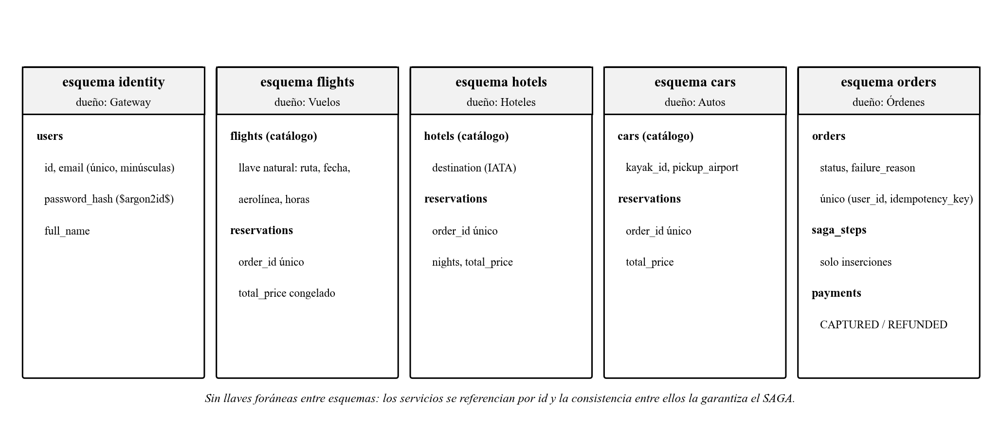 esquema identity
dueño: Gateway
users
id, email (único, minúsculas)
password_hash ($argon2id$)
full_name
esquema flights
dueño: Vuelos
flights (catálogo)
llave natural: ruta, fecha,
aerolínea, horas
reservations
order_id único
total_price congelado
esquema hotels
dueño: Hoteles
hotels (catálogo)
destination (IATA)
reservations
order_id único
nights, total_price
esquema cars
dueño: Autos
cars (catálogo)
kayak_id, pickup_airport
reservations
order_id único
total_price
esquema orders
dueño: Órdenes
orders
status, failure_reason
único (user_id, idempotency_key)
saga_steps
solo inserciones
payments
CAPTURED / REFUNDED
Sin llaves foráneas entre esquemas: los servicios se referencian por id y la consistencia entre ellos la garantiza el SAGA.